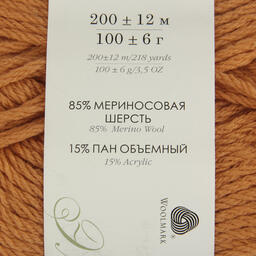 200 ± 12 м
100 ± 6 г
200±12 m/218 yards
100 ± 6 g/3,5 OZ
85% МЕРИНОСОВАЯ
ШЕРСТЬ
85% Merino Wool
15% ПАН ОБЪЕМНЫЙ
15% Acrylic
WOOLMARK